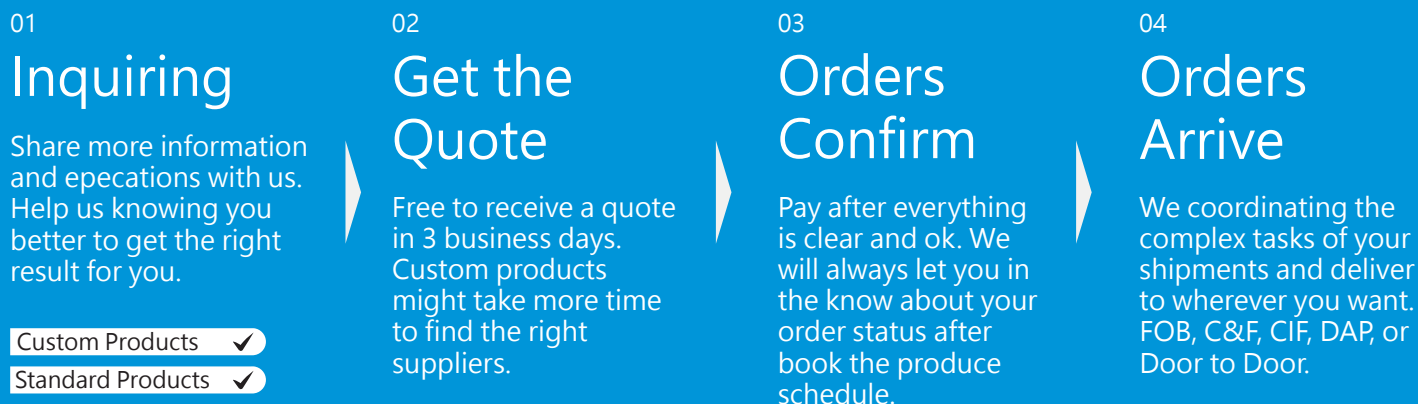 01
Inquiring
Share more information
and epecations with us.
Help us knowing you
better to get the right
result for you.
Custom Products
Standard Products
02
Get the
Quote
Free to receive a quote
in 3 business days.
Custom products
might take more time
to find the right
suppliers.
03
Orders
Confirm
Pay after everything
is clear and ok. We
will always let you in
the know about your
order status after
book the produce
schedule.
04
Orders
Arrive
We coordinating the
complex tasks of your
shipments and deliver
to wherever you want.
FOB, C&F, CIF, DAP, or
Door to Door.